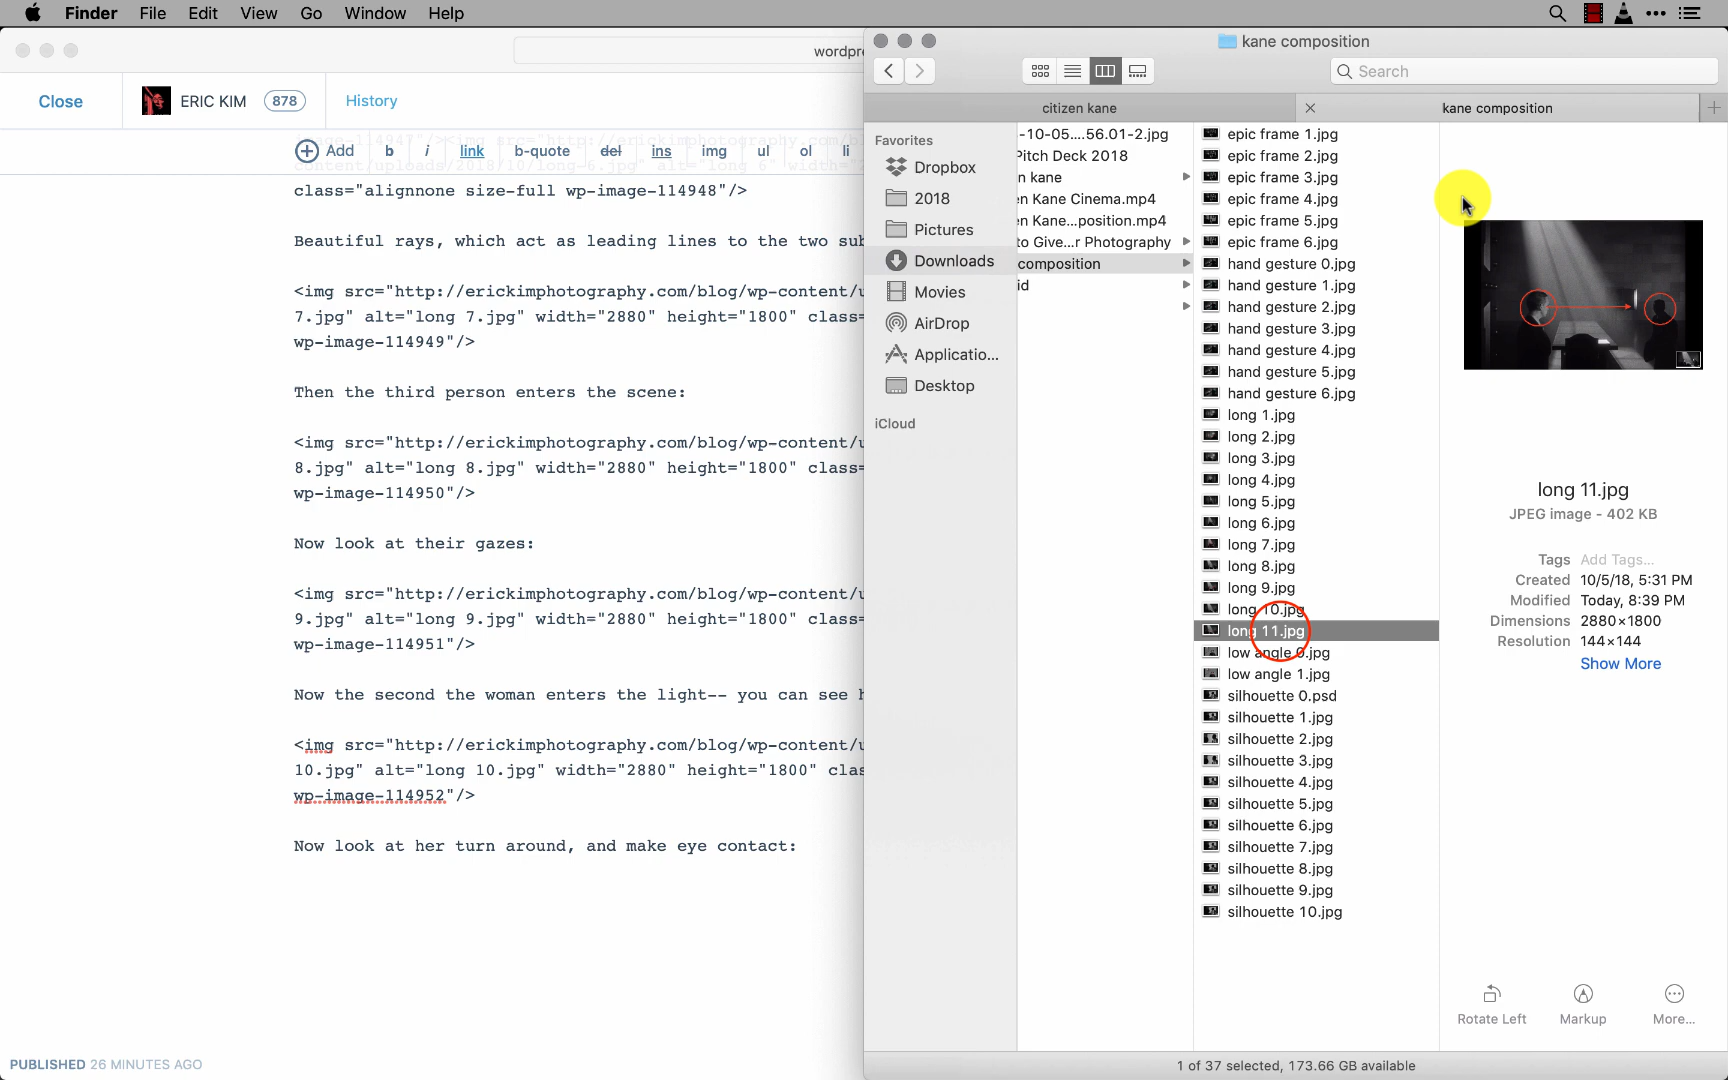 Finder File Edit View Go Window Help
wordpre
Close
ERIC KIM 878
History
Add b i link b-quote del ins img ul ol li
class="alignnone size-full wp-image-114948"/>
Beautiful rays, which act as leading lines to the two sub
<img src="http://erickimphotography.com/blog/wp-content/u
7.jpg" alt="long 7.jpg" width="2880" height="1800" class=
wp-image-114949"/>
Then the third person enters the scene:
<img src="http://erickimphotography.com/blog/wp-content/u
8.jpg" alt="long 8.jpg" width="2880" height="1800" class=
wp-image-114950"/>
Now look at their gazes:
<img src="http://erickimphotography.com/blog/wp-content/u
9.jpg" alt="long 9.jpg" width="2880" height="1800" class=
wp-image-114951"/>
Now the second the woman enters the light-- you can see h
<img src="http://erickimphotography.com/blog/wp-content/u
10.jpg" alt="long 10.jpg" width="2880" height="1800" clas
wp-image-114952"/>
Now look at her turn around, and make eye contact:
PUBLISHED 26 MINUTES AGO
kane composition
Search
citizen kane
kane composition
Favorites
Dropbox
2018
Pictures
Downloads
Movies
AirDrop
Applicatio...
Desktop
iCloud
-10-05....56.01-2.jpg
Pitch Deck 2018
n kane
en Kane Cinema.mp4
en Kane...position.mp4
to Give...r Photography
composition
id
epic frame 1.jpg
epic frame 2.jpg
epic frame 3.jpg
epic frame 4.jpg
epic frame 5.jpg
epic frame 6.jpg
hand gesture 0.jpg
hand gesture 1.jpg
hand gesture 2.jpg
hand gesture 3.jpg
hand gesture 4.jpg
hand gesture 5.jpg
hand gesture 6.jpg
long 1.jpg
long 2.jpg
long 3.jpg
long 4.jpg
long 5.jpg
long 6.jpg
long 7.jpg
long 8.jpg
long 9.jpg
long 10.jpg
long 11.jpg
low angle 0.jpg
low angle 1.jpg
silhouette 0.psd
silhouette 1.jpg
silhouette 2.jpg
silhouette 3.jpg
silhouette 4.jpg
silhouette 5.jpg
silhouette 6.jpg
silhouette 7.jpg
silhouette 8.jpg
silhouette 9.jpg
silhouette 10.jpg
long 11.jpg
JPEG image - 402 KB
Tags Add Tags...
Created 10/5/18, 5:31 PM
Modified Today, 8:39 PM
Dimensions 2880×1800
Resolution 144×144
Show More
Rotate Left
Markup
More...
1 of 37 selected, 173.66 GB available